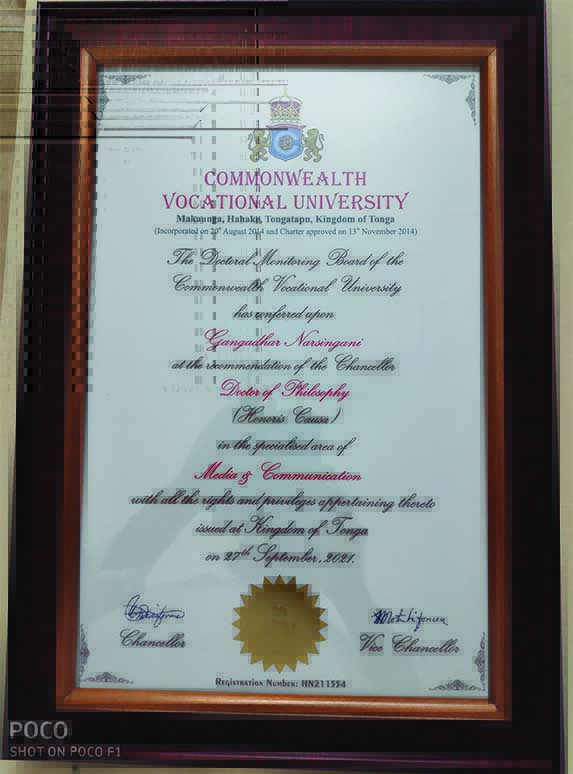 COMMONWEALTH
VOCATIONAL UNIVERSITY
Makaunga, Hahake, Tongatapu, Kingdom of Tonga
(Incorporated on 20th August 2014 and Charter approved on 13th November 2014)
The Doctoral Monitoring Board of the
Commonwealth Vocational University
has conferred upon
Gangadhar Narsingani
at the recommendation of the Chancellor
Doctor of Philosophy
(Honoris Causa)
in the specialised area of
Media & Communication
with all the rights and privileges appertaining thereto
issued at Kingdom of Tonga
on 27th September, 2021.
Chancellor
Vice Chancellor
Registration Number: HN211554
POCO
SHOT ON POCO F1